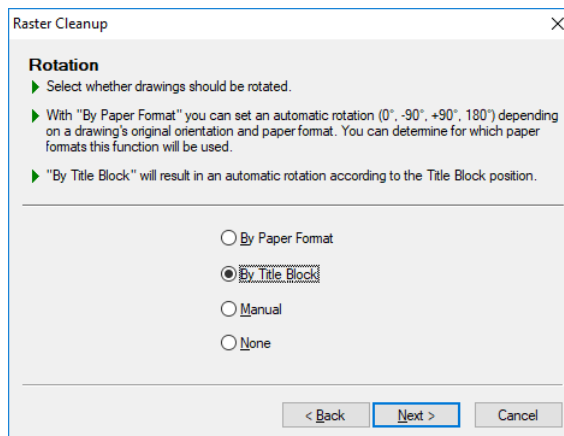 Raster Cleanup
Rotation
Select whether drawings should be rotated.
With "By Paper Format" you can set an automatic rotation (0°, -90°, +90°, 180°) depending
on a drawing's original orientation and paper format. You can determine for which paper
formats this function will be used.
"By Title Block" will result in an automatic rotation according to the Title Block position.
By Paper Format
By Title Block
Manual
None
< Back Next > Cancel